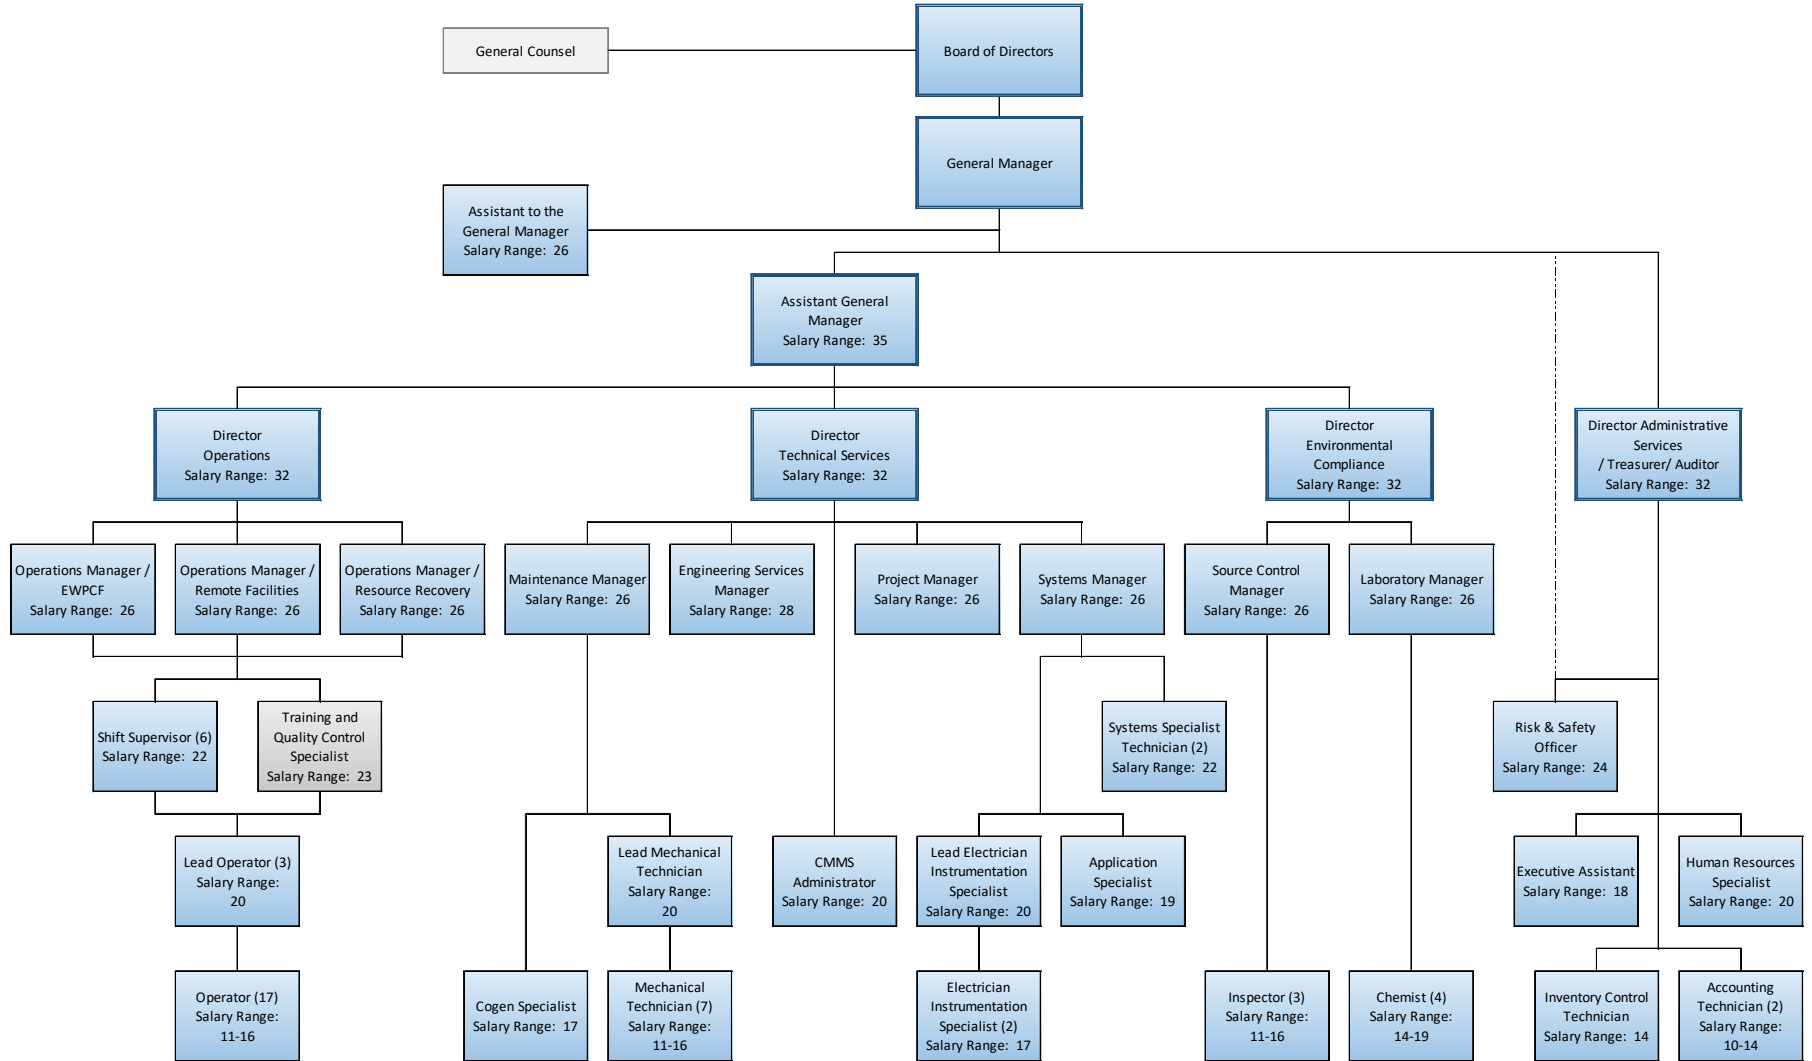 General Counsel
Board of Directors
General Manager
Assistant to the
General Manager
Salary Range: 26
Assistant General
Manager
Salary Range: 35
Director
Operations
Salary Range: 32
Director
Technical Services
Salary Range: 32
Director
Environmental
Compliance
Salary Range: 32
Director Administrative
Services
/ Treasurer/ Auditor
Salary Range: 32
Operations Manager /
EWPCF
Salary Range: 26
Operations Manager /
Remote Facilities
Salary Range: 26
Operations Manager /
Resource Recovery
Salary Range: 26
Maintenance Manager
Salary Range: 26
Engineering Services
Manager
Salary Range: 28
Project Manager
Salary Range: 26
Systems Manager
Salary Range: 26
Source Control
Manager
Salary Range: 26
Laboratory Manager
Salary Range: 26
Shift Supervisor (6)
Salary Range: 22
Training and
Quality Control
Specialist
Salary Range: 23
Systems Specialist
Technician (2)
Salary Range: 22
Risk & Safety
Officer
Salary Range: 24
Lead Operator (3)
Salary Range:
20
Lead Mechanical
Technician
Salary Range:
20
CMMS
Administrator
Salary Range: 20
Lead Electrician
Instrumentation
Specialist
Salary Range: 20
Application
Specialist
Salary Range: 19
Executive Assistant
Salary Range: 18
Human Resources
Specialist
Salary Range: 20
Operator (17)
Salary Range:
11-16
Cogen Specialist
Salary Range: 17
Mechanical
Technician (7)
Salary Range:
11-16
Electrician
Instrumentation
Specialist (2)
Salary Range: 17
Inspector (3)
Salary Range:
11-16
Chemist (4)
Salary Range:
14-19
Inventory Control
Technician
Salary Range: 14
Accounting
Technician (2)
Salary Range:
10-14